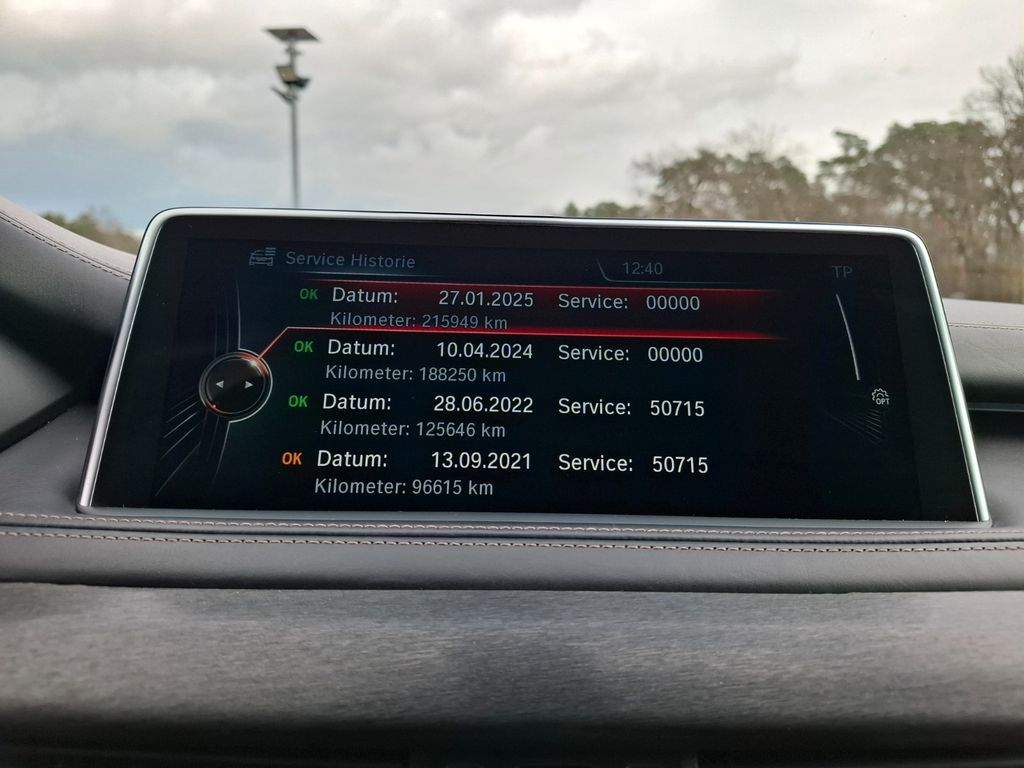 Service Historie 12:40 TP
OK Datum: 27.01.2025 Service: 00000
Kilometer: 215949 km
OK Datum: 10.04.2024 Service: 00000
Kilometer: 188250 km
OPT
OK Datum: 28.06.2022 Service: 50715
Kilometer: 125646 km
OK Datum: 13.09.2021 Service: 50715
Kilometer: 96615 km